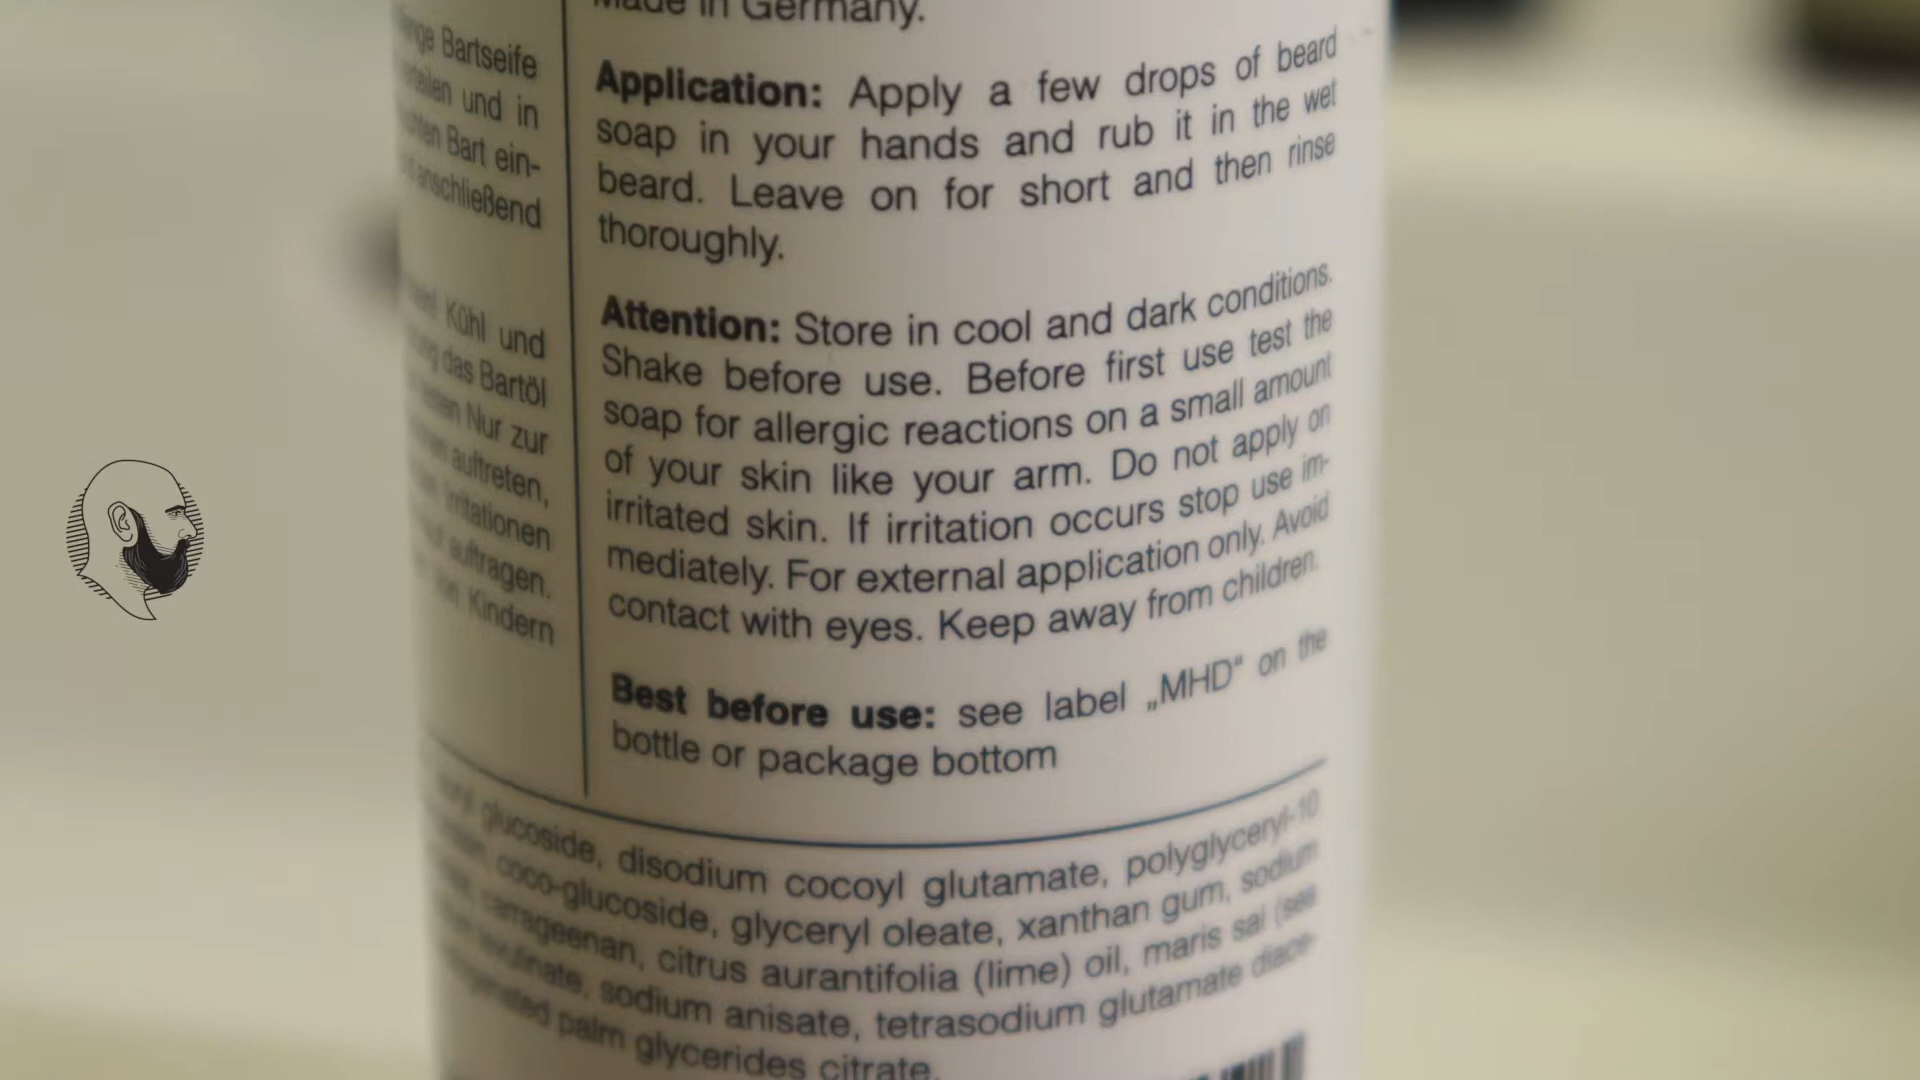 Made in Germany.
Application: Apply a few drops of beard
soap in your hands and rub it in the wet
beard. Leave on for short and then rinse
thoroughly.
Attention: Store in cool and dark conditions.
Shake before use. Before first use test the
soap for allergic reactions on a small amount
of your skin like your arm. Do not apply on
irritated skin. If irritation occurs stop use im-
mediately. For external application only. Avoid
contact with eyes. Keep away from children.
Best before use: see label „MHD“ on the
bottle or package bottom
Bartseife
und in
Bart ein-
anschließend
Kühl und
das Bartöl
Nur zur
auftreten,
Irritationen
auftragen.
Kindern
glucoside, disodium cocoyl glutamate, polyglyceryl-10
coco-glucoside, glyceryl oleate, xanthan gum, sodium
carrageenan, citrus aurantifolia (lime) oil, maris sal (see
sodium anisate, tetrasodium glutamate diace-
palm glycerides citrate.